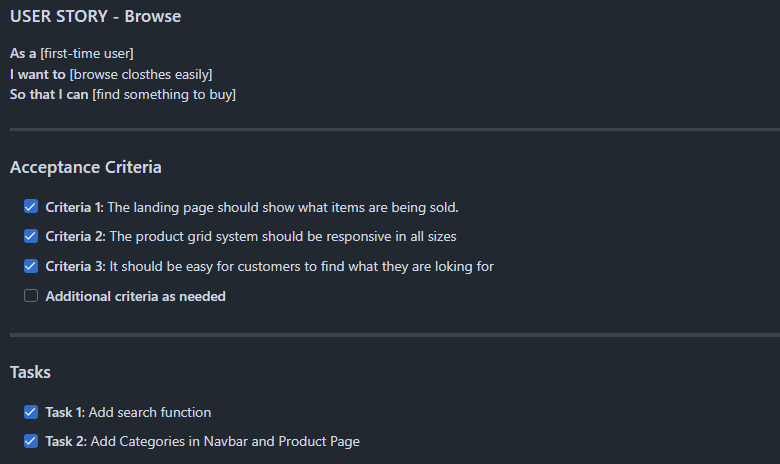 USER STORY - Browse
As a [first-time user]
I want to [browse closthes easily]
So that I can [find something to buy]
Acceptance Criteria
Criteria 1: The landing page should show what items are being sold.
Criteria 2: The product grid system should be responsive in all sizes
Criteria 3: It should be easy for customers to find what they are loking for
Additional criteria as needed
Tasks
Task 1: Add search function
Task 2: Add Categories in Navbar and Product Page